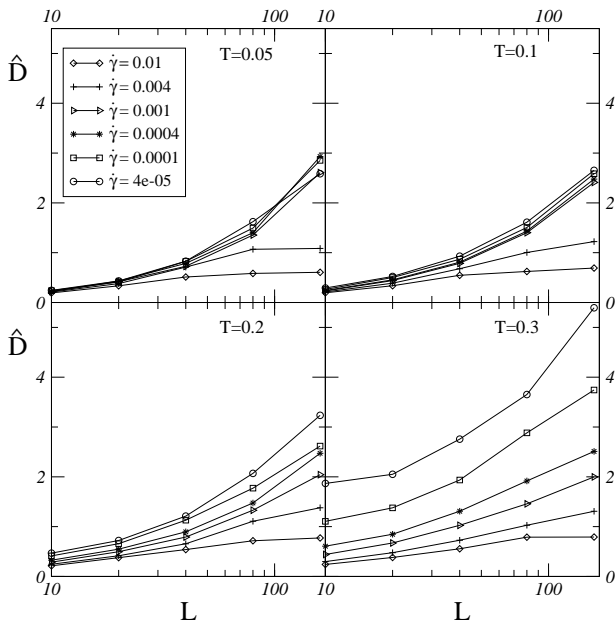 10 100 10 100
T=0.05
T=0.1
D̂
γ̇ = 0.01
γ̇ = 0.004
γ̇ = 0.001
γ̇ = 0.0004
γ̇ = 0.0001
γ̇ = 4e-05
4 4
2 2
0 0
T=0.2
T=0.3
D̂
4 4
2 2
0 0
10 100 10 100
L L